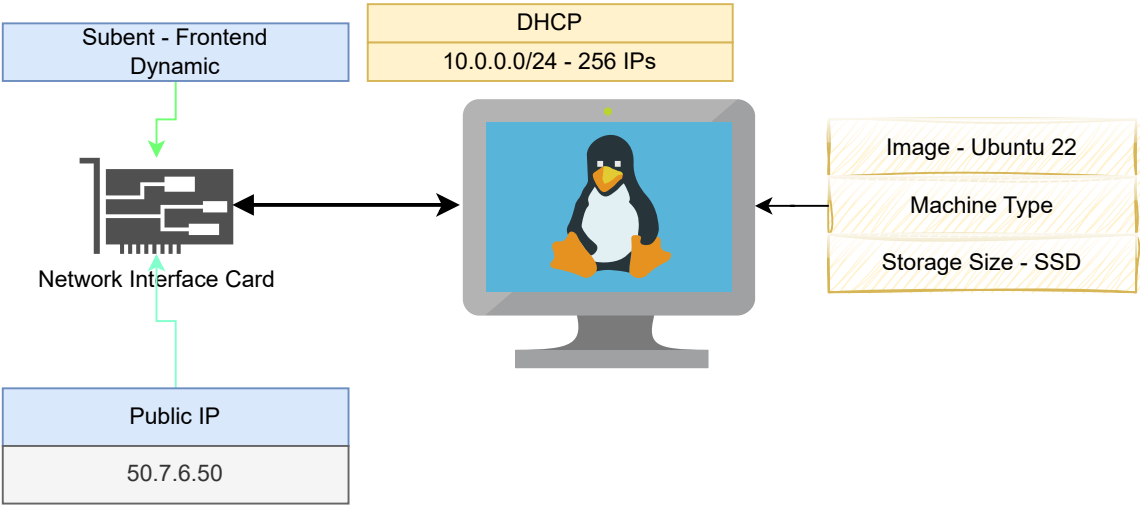 Subent - Frontend
Dynamic
DHCP
10.0.0.0/24 - 256 IPs
Image - Ubuntu 22
Machine Type
Storage Size - SSD
Network Interface Card
Public IP
50.7.6.50